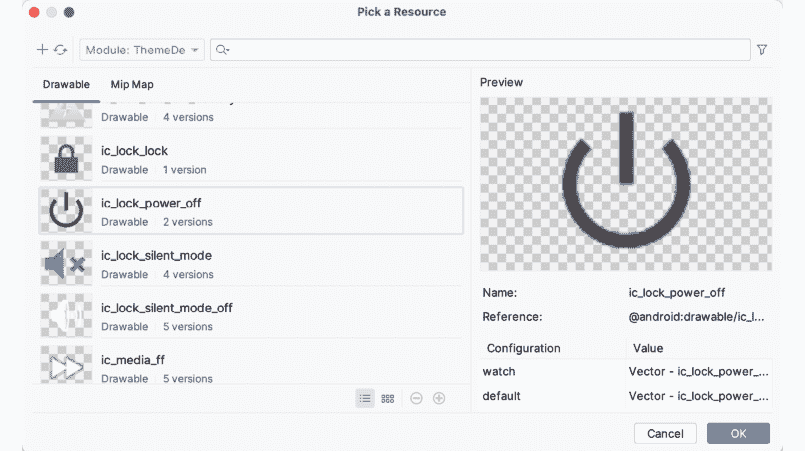 Pick a Resource
Module: ThemeDe
Drawable Mip Map
Drawable 4 versions
ic_lock_lock
Drawable 1 version
ic_lock_power_off
Drawable 2 versions
ic_lock_silent_mode
Drawable 4 versions
ic_lock_silent_mode_off
Drawable 5 versions
ic_media_ff
Drawable 5 versions
Preview
Name: ic_lock_power_off
Reference: @android:drawable/ic_l...
Configuration Value
watch Vector - ic_lock_power_...
default Vector - ic_lock_power_...
Cancel OK